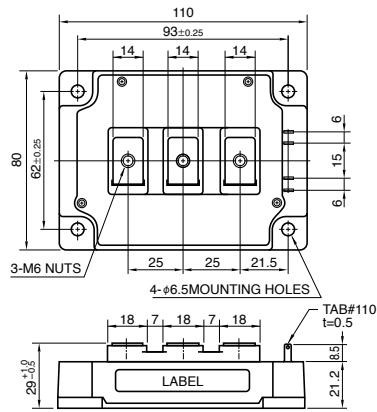 110
93±0.25
14 14 14
80
62±0.25
6
15
6
3-M6 NUTS
25 25 21.5
4-φ6.5MOUNTING HOLES
TAB#110
t=0.5
18 7 18 7 18
29 +1.0 -0.5
LABEL
8.5
21.2